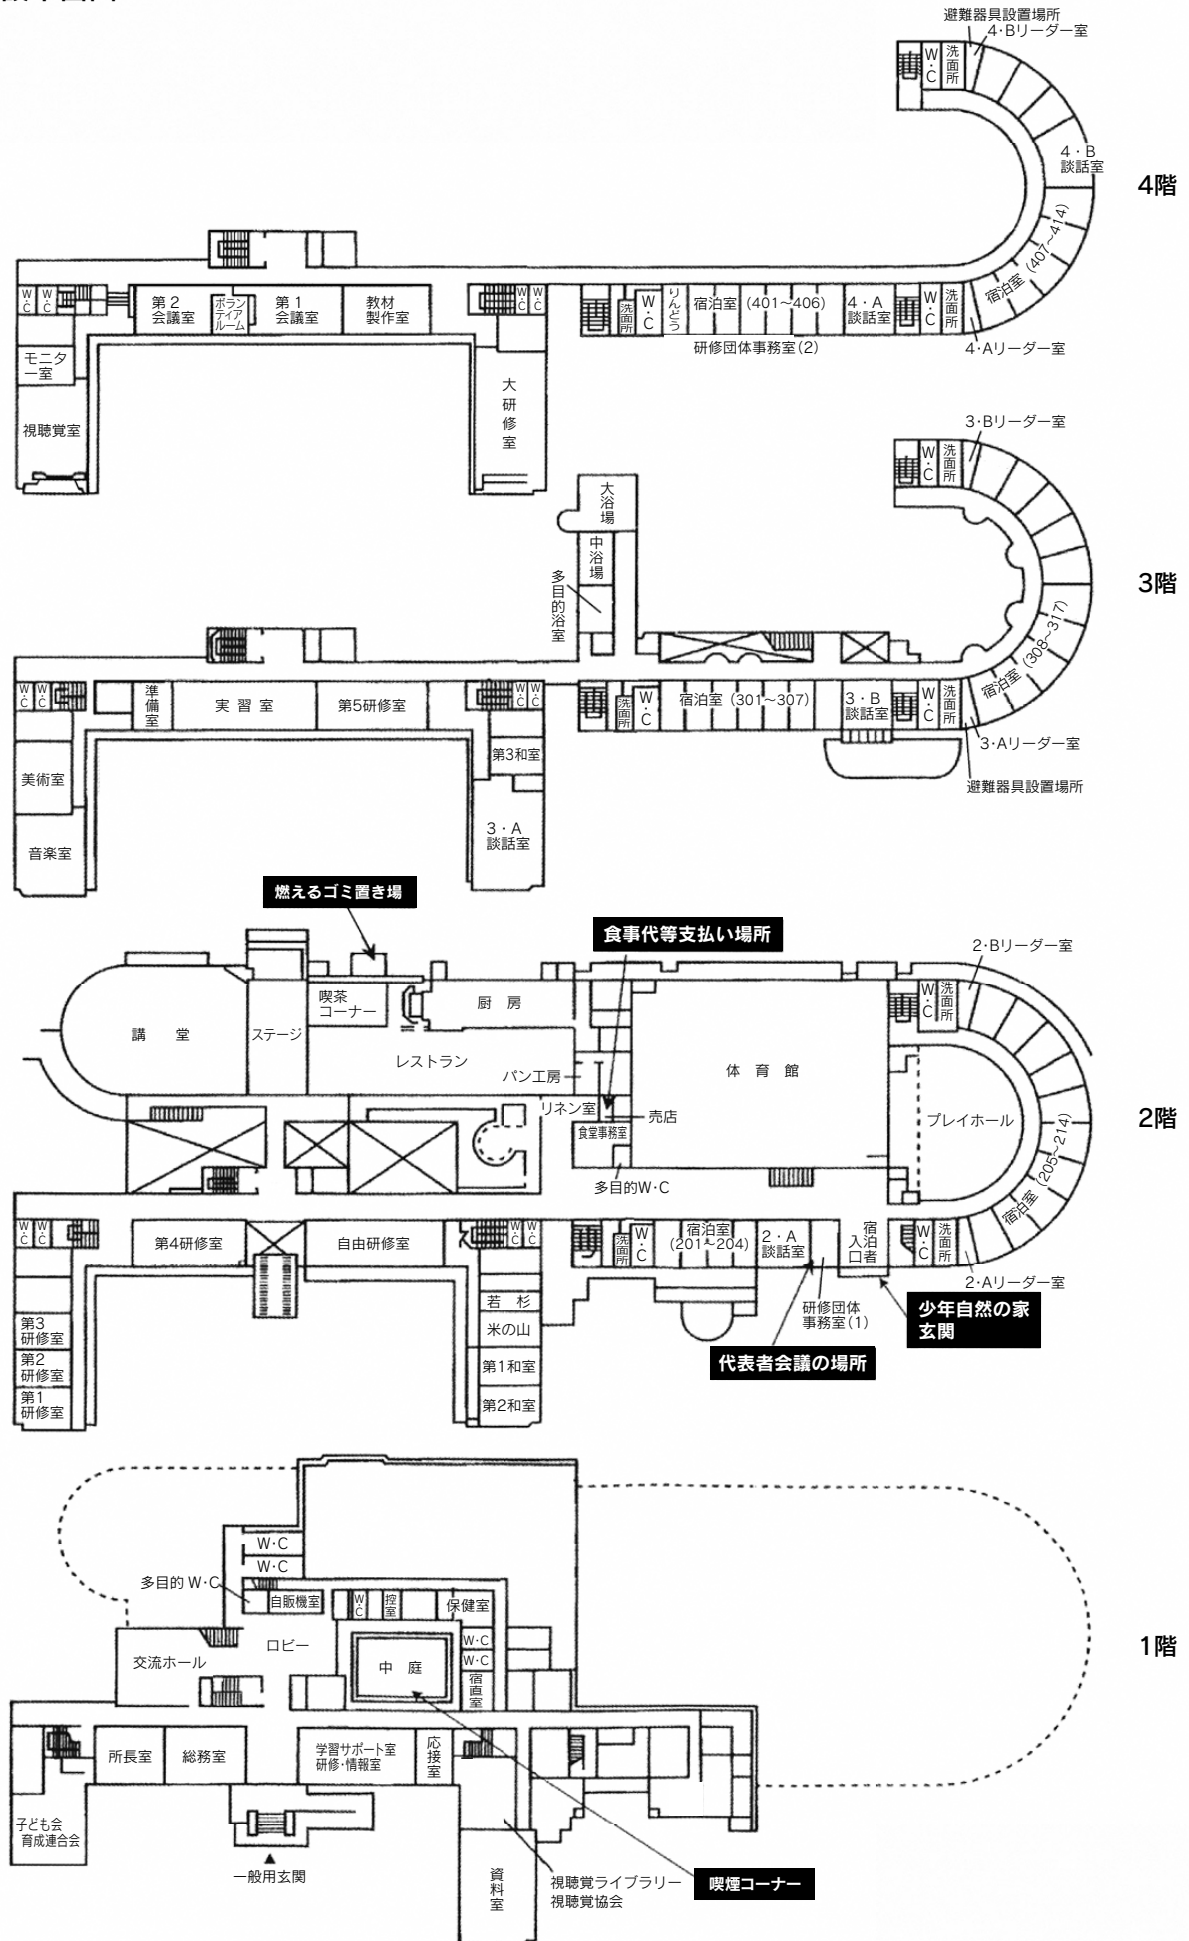 避難器具設置場所
4・Bリーダー室
W・C
洗面所
4・B
談話室
4階
宿泊室 (407〜414)
W・C
W・C
第2
会議室
ボラン
ティア
ルーム
第1
会議室
教材
製作室
W・C
W・C
洗面所
W・C
りんどう
宿泊室 (401〜406)
4・A
談話室
W・C
洗面所
研修団体事務室(2)
4・Aリーダー室
モニタ
ー室
視聴覚室
大研修室
3・Bリーダー室
W・C
洗面所
大浴場
中浴場
多目的浴室
3階
宿泊室 (308〜317)
W・C
W・C
準備室
実習室
第5研修室
W・C
W・C
洗面所
W・C
宿泊室 (301〜307)
3・B
談話室
W・C
洗面所
3・Aリーダー室
避難器具設置場所
美術室
音楽室
第3和室
3・A
談話室
燃えるゴミ置き場
食事代等支払い場所
2・Bリーダー室
W・C
洗面所
講堂
ステージ
喫茶
コーナー
厨房
レストラン
パン工房
体育館
リネン室
売店
食堂事務室
多目的W・C
プレイホール
2階
宿泊室 (205〜214)
W・C
W・C
第4研修室
自由研修室
W・C
W・C
洗面所
W・C
宿泊室
(201〜204)
2・A
談話室
宿泊者
入口
W・C
洗面所
2・Aリーダー室
研修団体
事務室(1)
少年自然の家
玄関
代表者会議の場所
若杉
米の山
第1和室
第2和室
第3
研修室
第2
研修室
第1
研修室
W・C
W・C
多目的 W・C
自販機室
W・C
控室
保健室
ロビー
交流ホール
中庭
W・C
W・C
宿直室
1階
所長室
総務室
学習サポート室
研修・情報室
応接室
子ども会
育成連合会
一般用玄関
資料室
視聴覚ライブラリー
視聴覚協会
喫煙コーナー